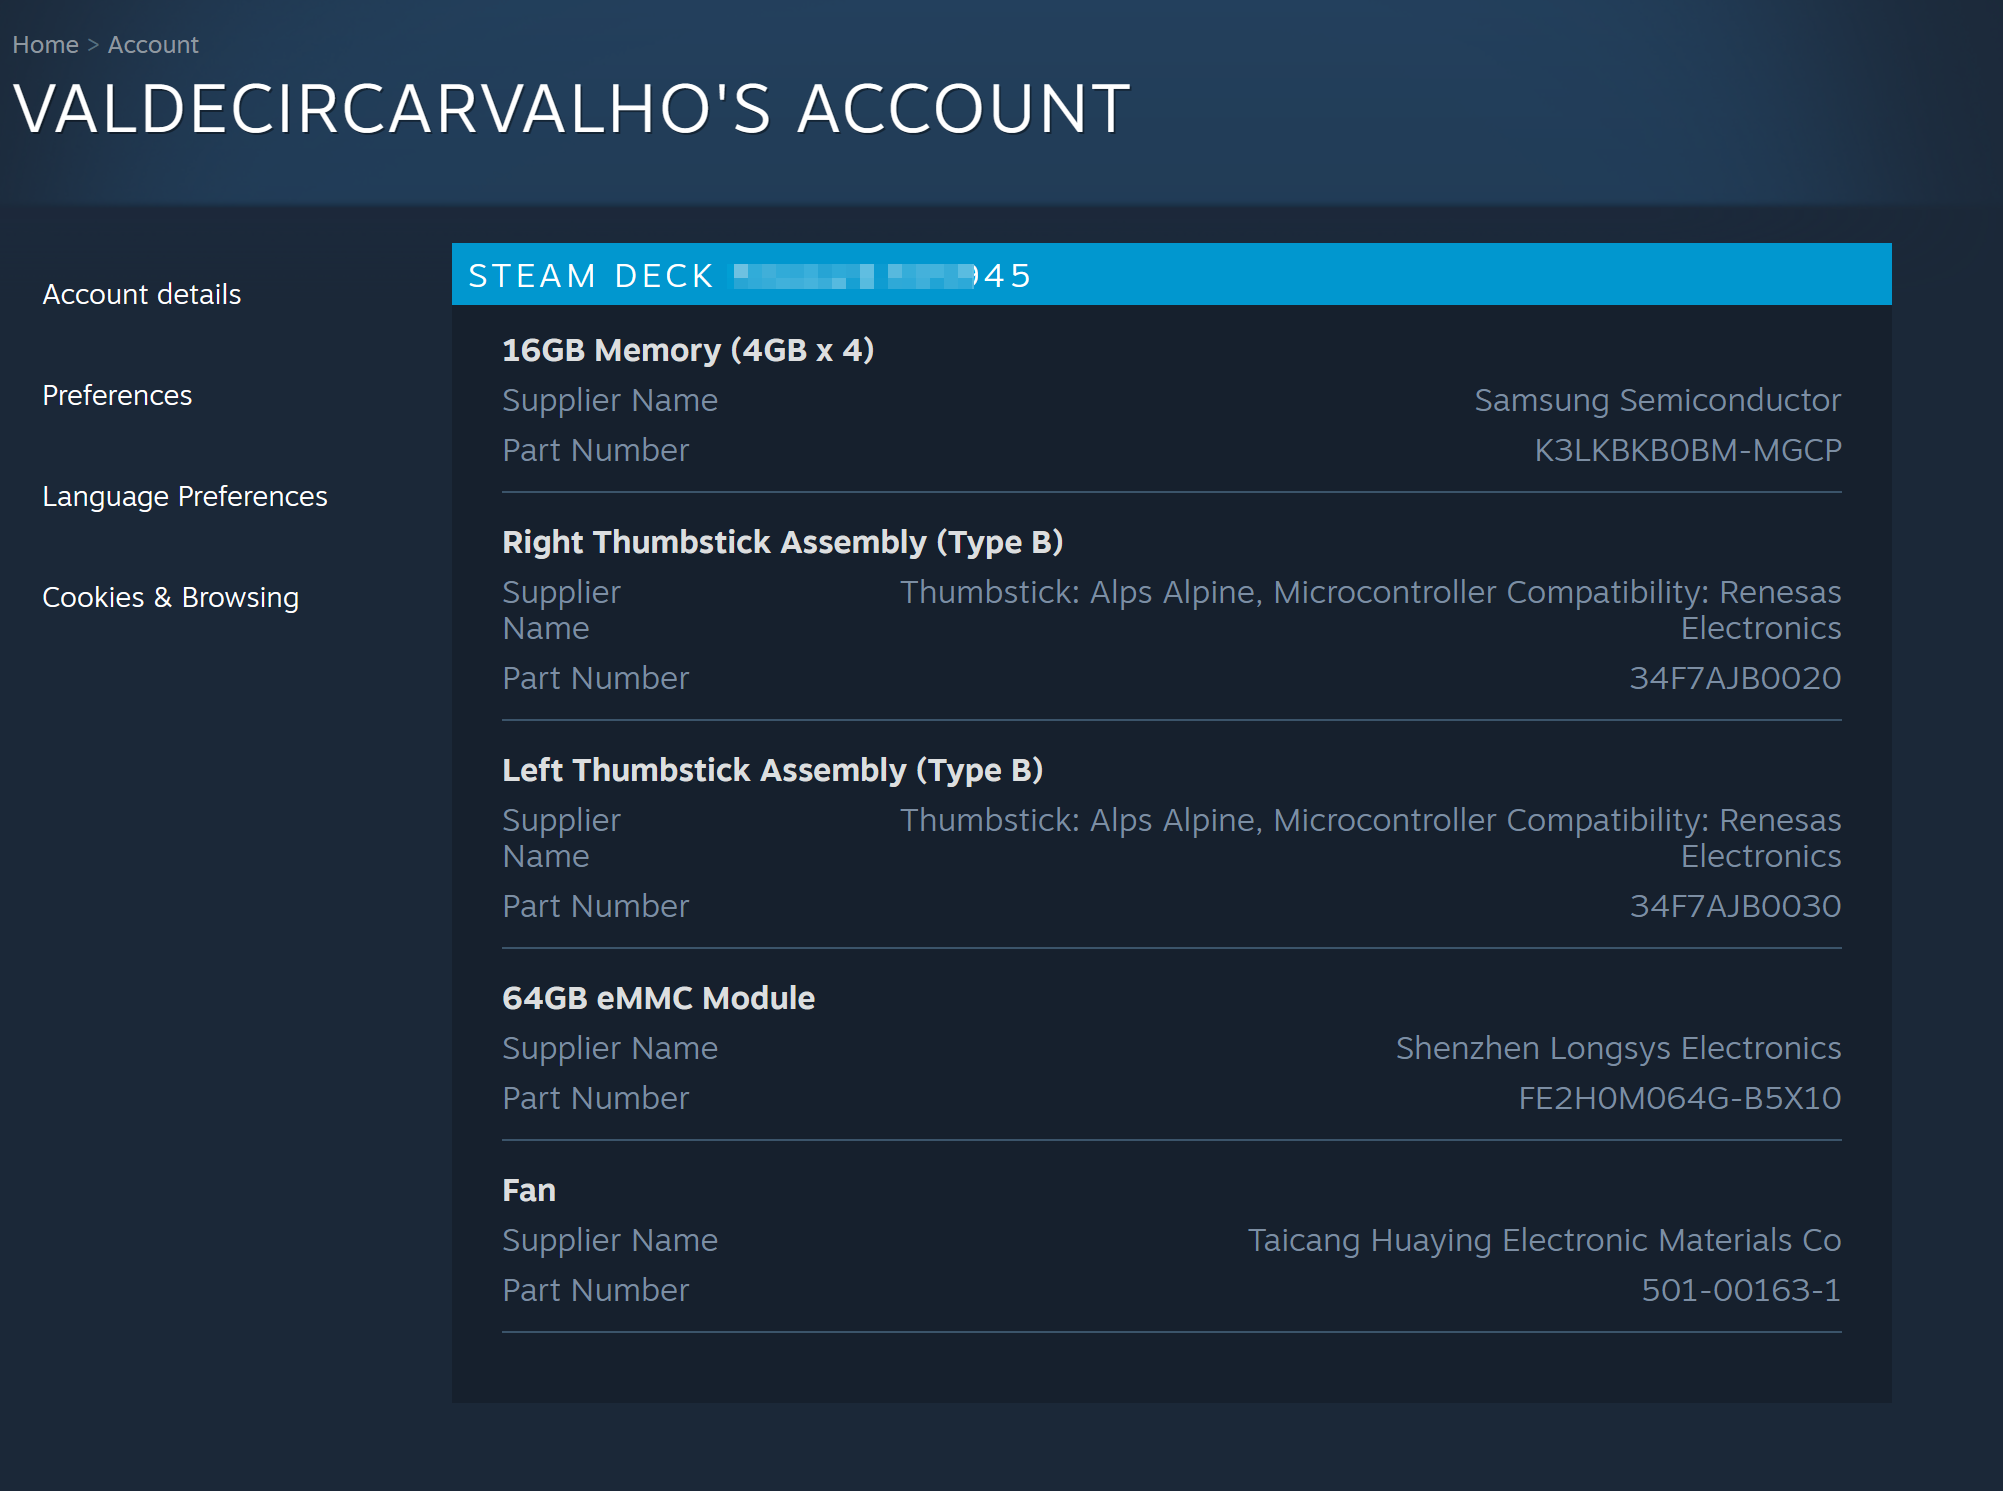 Home > Account
VALDECIRCARVALHO'S ACCOUNT
Account details
Preferences
Language Preferences
Cookies & Browsing
STEAM DECK 945
16GB Memory (4GB x 4)
Supplier Name Samsung Semiconductor
Part Number K3LKBKB0BM-MGCP
Right Thumbstick Assembly (Type B)
Supplier Thumbstick: Alps Alpine, Microcontroller Compatibility: Renesas
Name Electronics
Part Number 34F7AJB0020
Left Thumbstick Assembly (Type B)
Supplier Thumbstick: Alps Alpine, Microcontroller Compatibility: Renesas
Name Electronics
Part Number 34F7AJB0030
64GB eMMC Module
Supplier Name Shenzhen Longsys Electronics
Part Number FE2H0M064G-B5X10
Fan
Supplier Name Taicang Huaying Electronic Materials Co
Part Number 501-00163-1